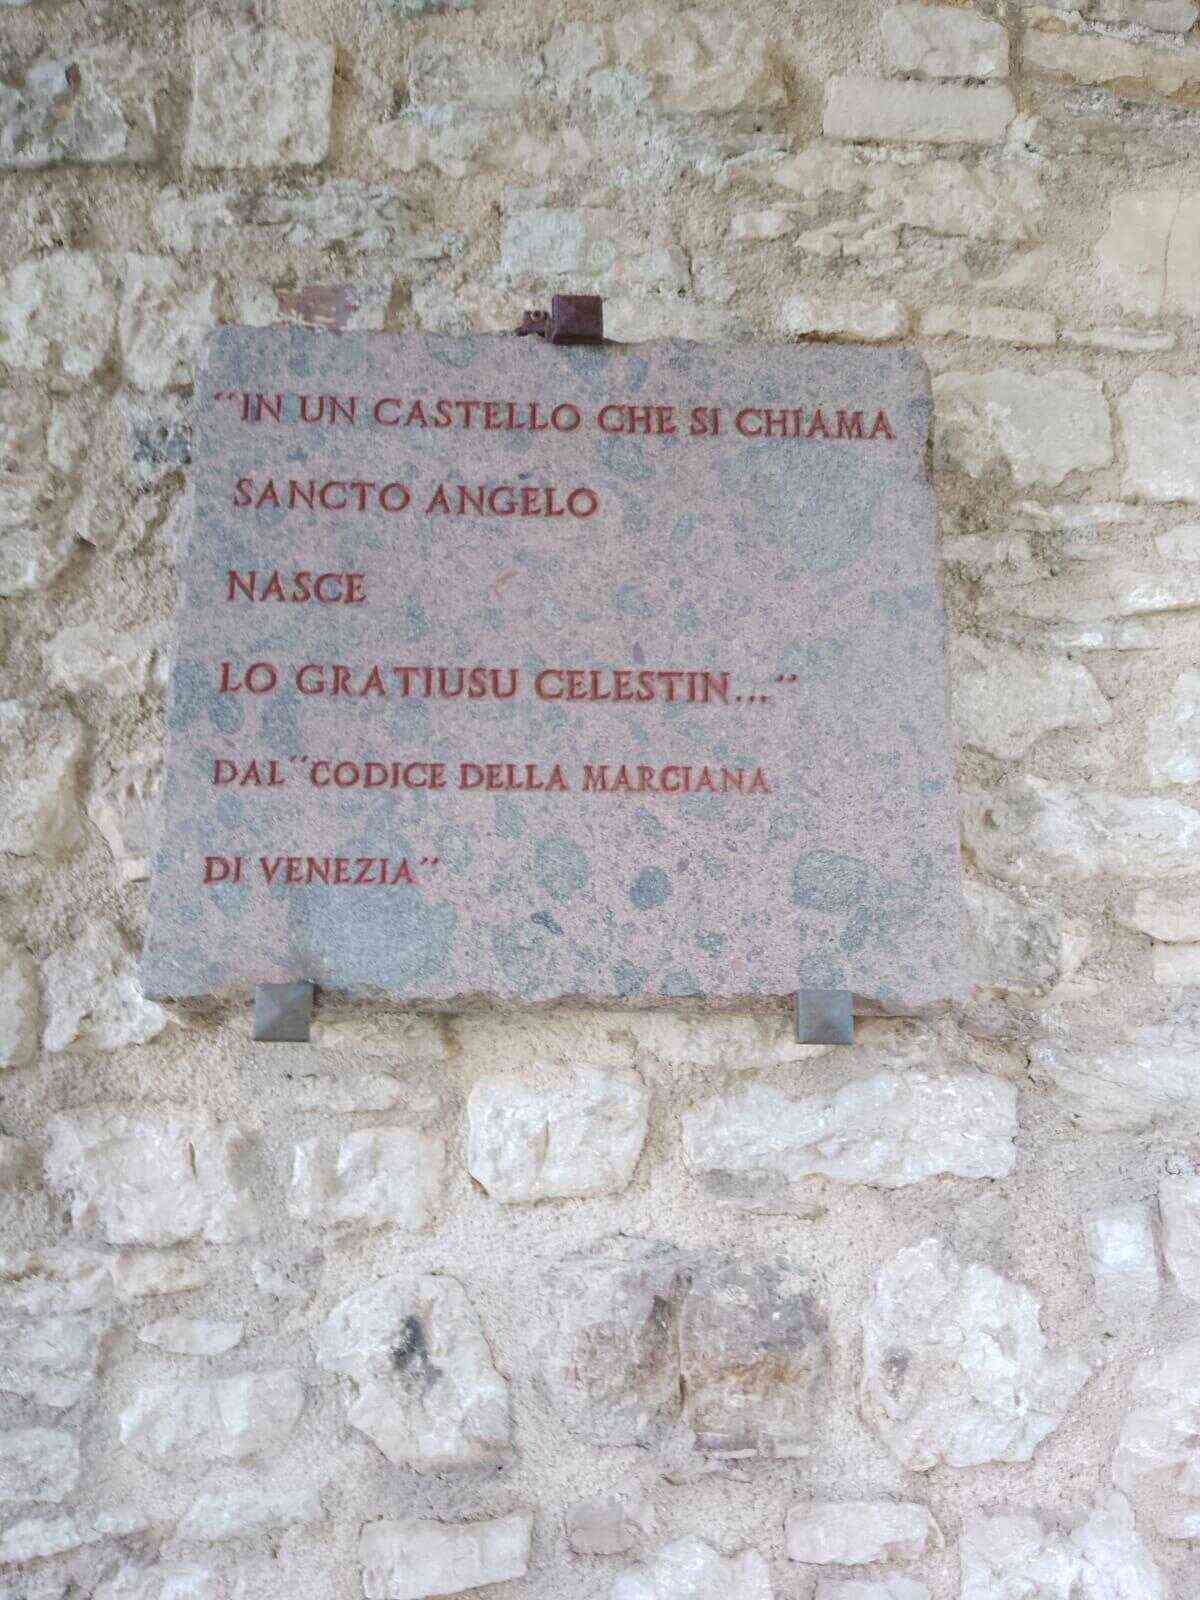 "IN UN CASTELLO CHE SI CHIAMA
SANCTO ANGELO
NASCE
LO GRATIUSU CELESTIN..."
DAL "CODICE DELLA MARCIANA
DI VENEZIA"